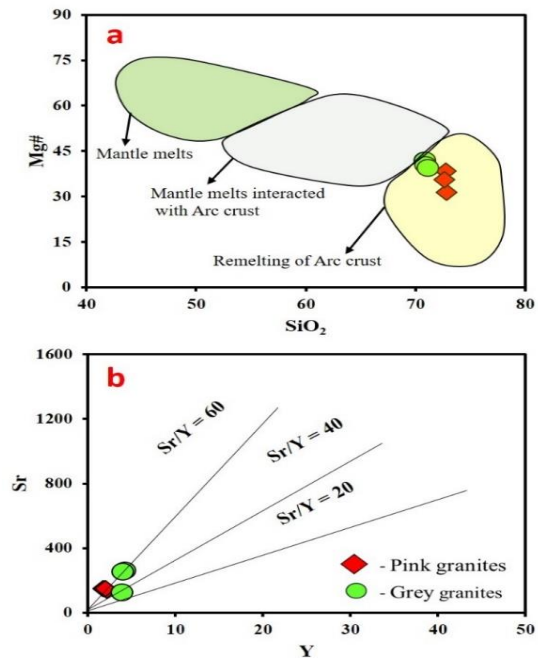 a
90
75
60
45
30
15
0
Mg#
Mantle melts
Mantle melts interacted
with Arc crust
Remelting of Arc crust
40 50 60 70 80
SiO₂
b
1600
1200
800
400
0
Sr
Sr/Y = 60
Sr/Y = 40
Sr/Y = 20
- Pink granites
- Grey granites
0 10 20 30 40 50
Y